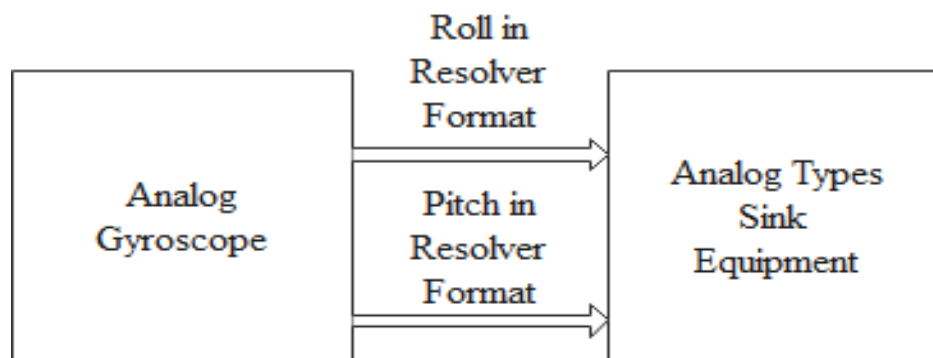 Analog
Gyroscope
Roll in
Resolver
Format
Pitch in
Resolver
Format
Analog Types
Sink
Equipment